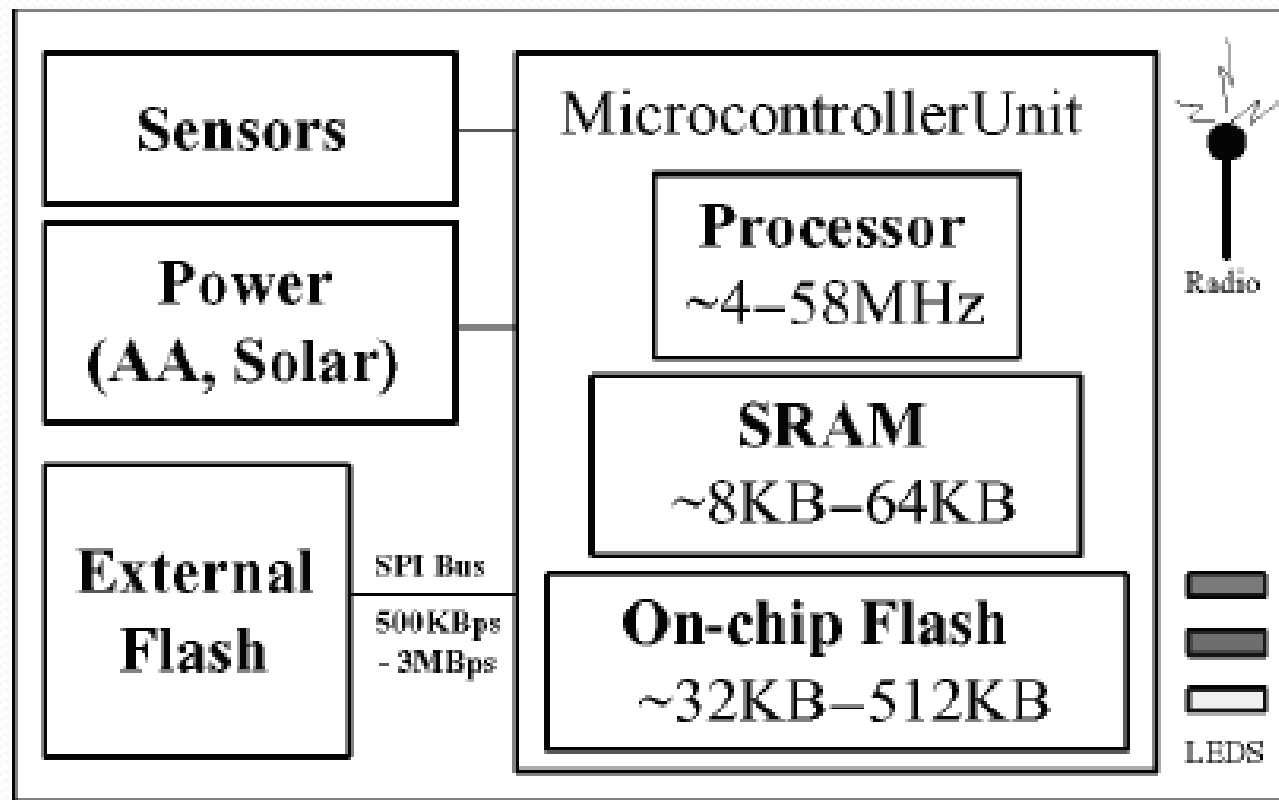 Sensors
Power
(AA, Solar)
External
Flash
SPI Bus
500KBps
- 3MBps
MicrocontrollerUnit
Processor
~4–58MHz
SRAM
~8KB–64KB
On-chip Flash
~32KB–512KB
Radio
LEDS